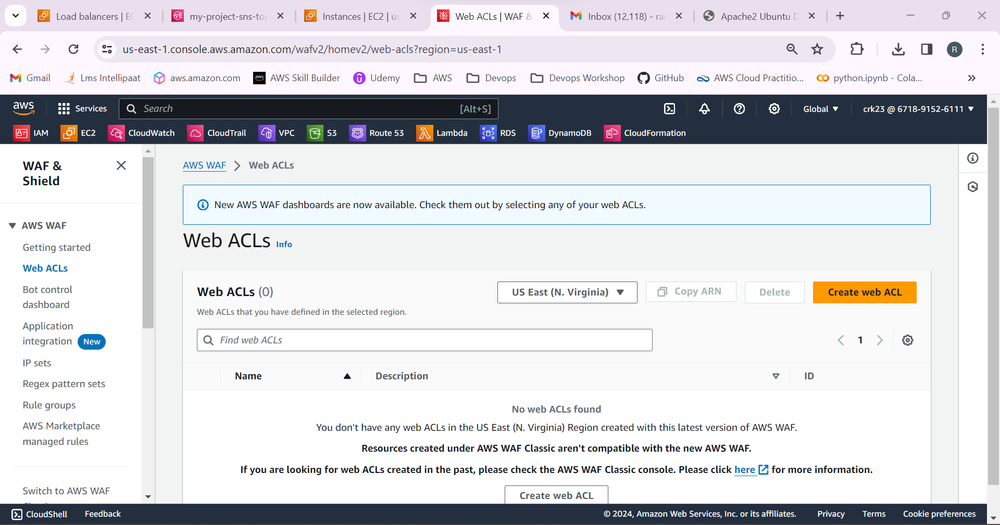 Load balancers | EC
my-project-sns-top
Instances | EC2 | us
Web ACLs | WAF &
Inbox (12,118) - ra
Apache2 Ubuntu D
us-east-1.console.aws.amazon.com/wafv2/homev2/web-acls?region=us-east-1
R
Gmail
Lms Intellipaat
aws.amazon.com
aws
AWS Skill Builder
Udemy
AWS
Devops
Devops Workshop
GitHub
AWS Cloud Practitio...
python.ipynb - Cola...
aws
Services
Search
[Alt+S]
Global
crk23 @ 6718-9152-6111
IAM
EC2
CloudWatch
CloudTrail
VPC
S3
Route 53
Lambda
RDS
DynamoDB
CloudFormation
WAF &
Shield
AWS WAF
Getting started
Web ACLs
Bot control
dashboard
Application
integration New
IP sets
Regex pattern sets
Rule groups
AWS Marketplace
managed rules
Switch to AWS WAF
AWS WAF
Web ACLs
New AWS WAF dashboards are now available. Check them out by selecting any of your web ACLs.
Web ACLs Info
Web ACLs (0)
US East (N. Virginia)
Copy ARN
Delete
Create web ACL
Web ACLs that you have defined in the selected region.
Find web ACLs
1
Name
Description
ID
No web ACLs found
You don't have any web ACLs in the US East (N. Virginia) Region created with this latest version of AWS WAF.
Resources created under AWS WAF Classic aren't compatible with the new AWS WAF.
If you are looking for web ACLs created in the past, please check the AWS WAF Classic console. Please click here for more information.
Create web ACL
CloudShell
Feedback
© 2024, Amazon Web Services, Inc. or its affiliates.
Privacy
Terms
Cookie preferences